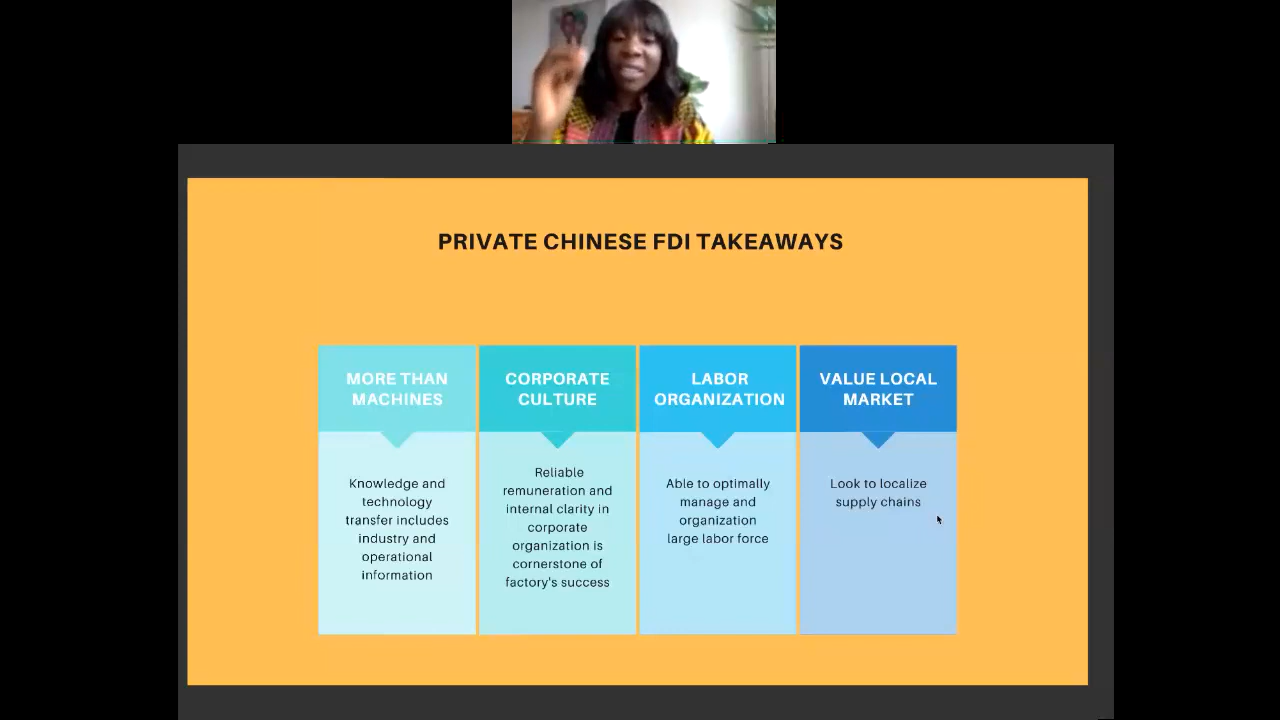 PRIVATE CHINESE FDI TAKEAWAYS
MORE THAN
MACHINES
Knowledge and
technology
transfer includes
industry and
operational
information
CORPORATE
CULTURE
Reliable
remuneration and
internal clarity in
corporate
organization is
cornerstone of
factory's success
LABOR
ORGANIZATION
Able to optimally
manage and
organization
large labor force
VALUE LOCAL
MARKET
Look to localize
supply chains